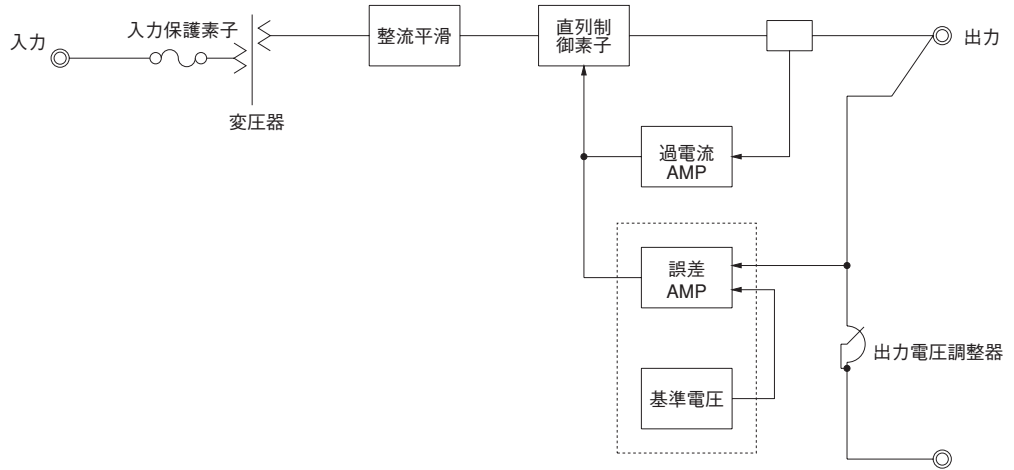 入力
入力保護素子
変圧器
整流平滑
直列制
御素子
出力
過電流
AMP
誤差
AMP
基準電圧
出力電圧調整器